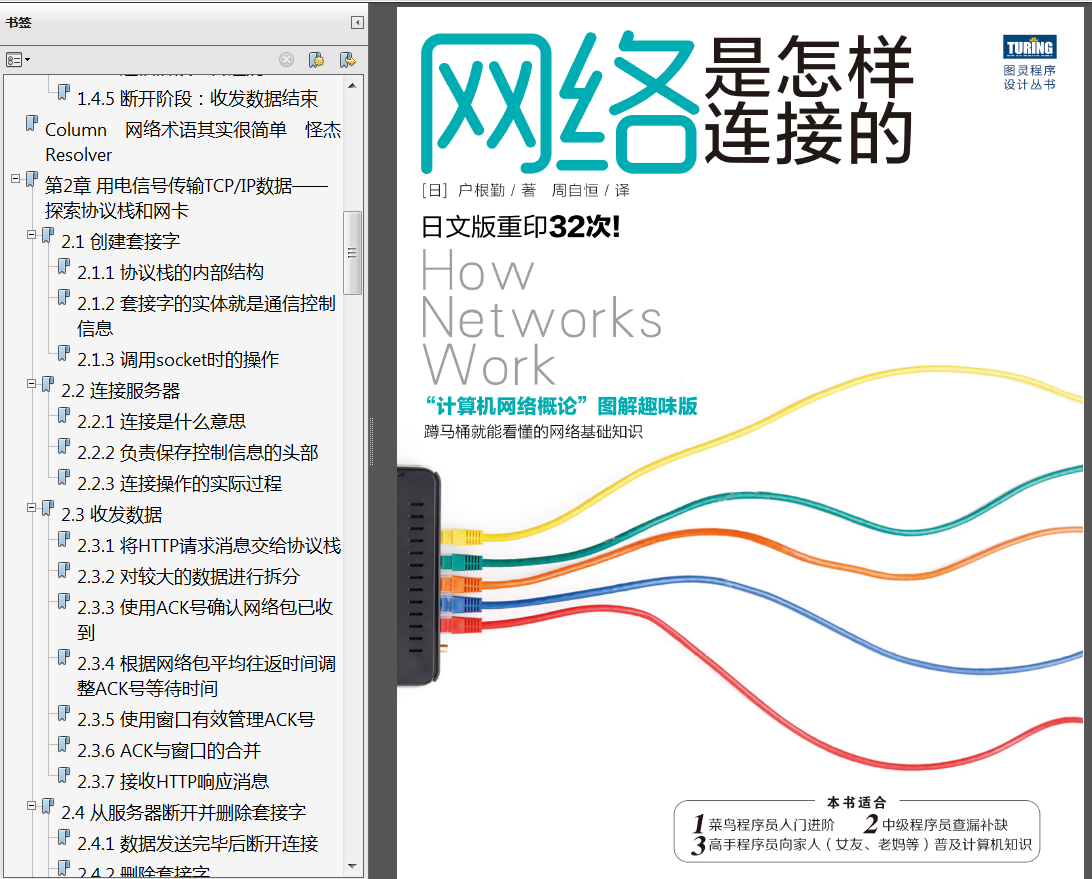 书签
1.4.5 断开阶段：收发数据结束
Column 网络术语其实很简单 怪杰
Resolver
第2章 用电信号传输TCP/IP数据——
探索协议栈和网卡
2.1 创建套接字
2.1.1 协议栈的内部结构
2.1.2 套接字的实体就是通信控制
信息
2.1.3 调用socket时的操作
2.2 连接服务器
2.2.1 连接是什么意思
2.2.2 负责保存控制信息的头部
2.2.3 连接操作的实际过程
2.3 收发数据
2.3.1 将HTTP请求消息交给协议栈
2.3.2 对较大的数据进行拆分
2.3.3 使用ACK号确认网络包已收
到
2.3.4 根据网络包平均往返时间调
整ACK号等待时间
2.3.5 使用窗口有效管理ACK号
2.3.6 ACK与窗口的合并
2.3.7 接收HTTP响应消息
2.4 从服务器断开并删除套接字
2.4.1 数据发送完毕后断开连接
2.4.2 删除套接字
网络是怎样
连接的
TURING
图灵程序
设计丛书
[日] 户根勤 / 著 周自恒 / 译
日文版重印32次!
How
Networks
Work
“计算机网络概论”图解趣味版
蹲马桶就能看懂的网络基础知识
本书适合
1 菜鸟程序员入门进阶 2 中级程序员查漏补缺
3 高手程序员向家人（女友、老妈等）普及计算机知识